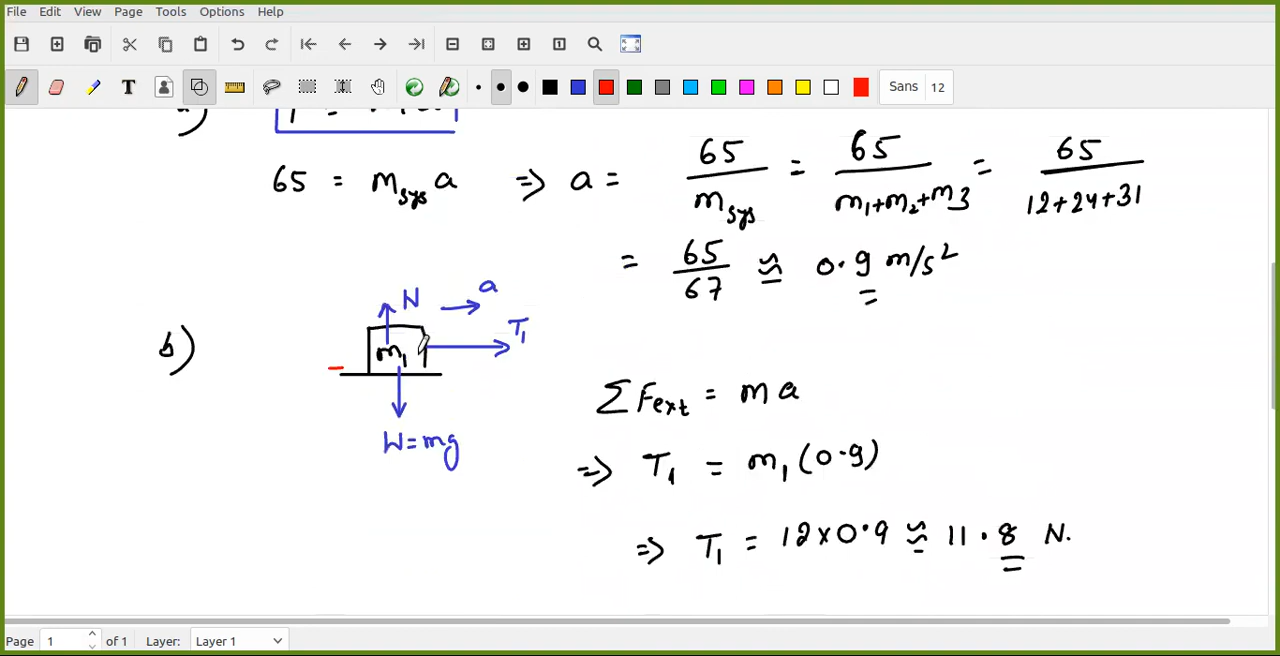 File Edit View Page Tools Options Help
Sans 12
a)
65 = m_sys a => a = 65/m_sys = 65/(m₁+m₂+m3) = 65/(12+24+31)
= 65/67 ≈ 0.9 m/s²
b)
N a
T₁
m₁
W=mg
ΣF_ext = ma
=> T₁ = m₁(0.9)
=> T₁ = 12×0.9 ≈ 11.8 N.
Page 1 of 1 Layer: Layer 1